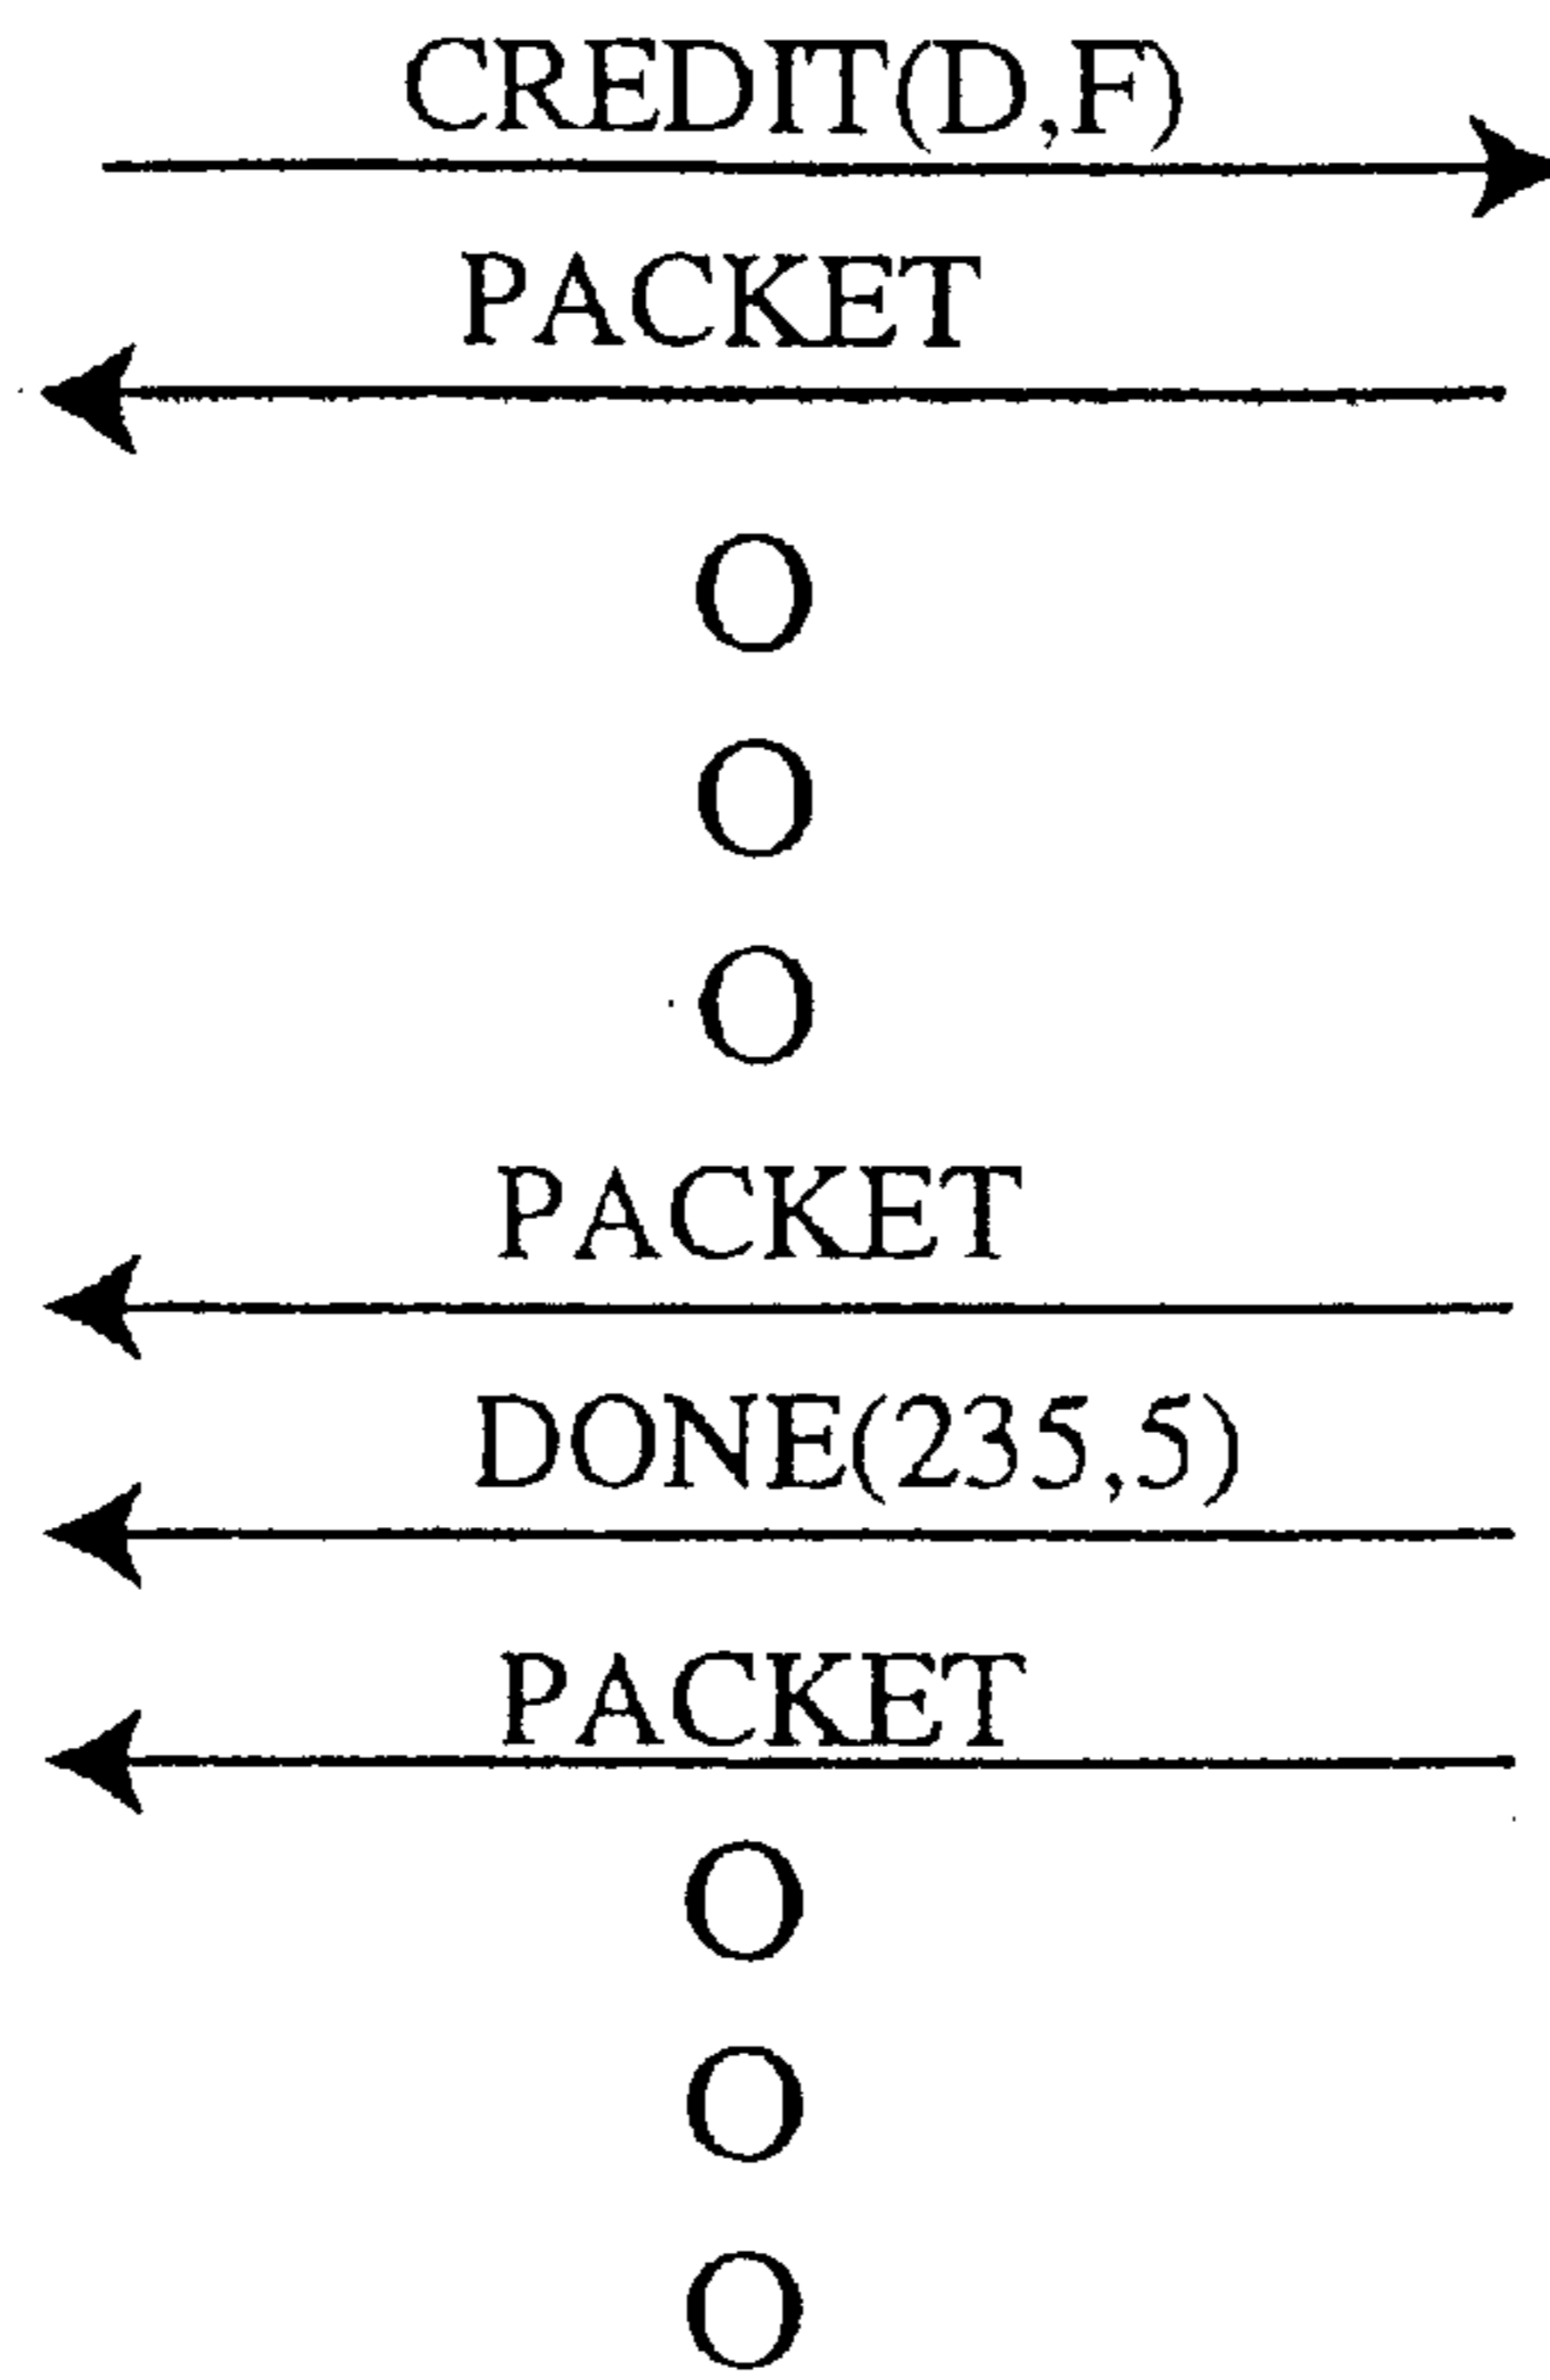 CREDIT(D,F)
PACKET
O
O
O
PACKET
DONE(235,5)
PACKET
O
O
O